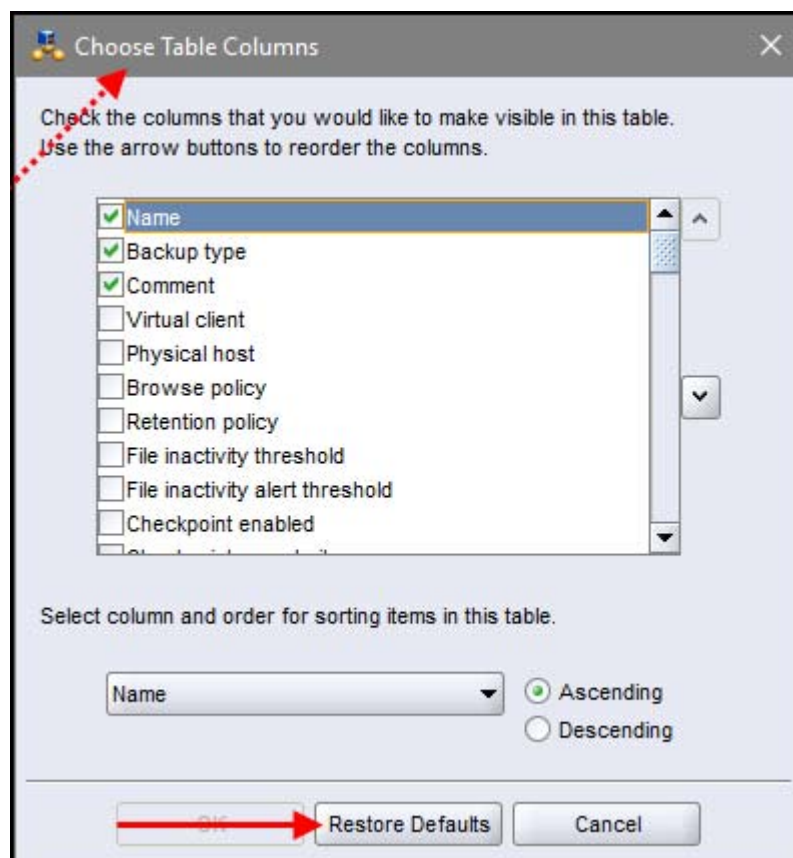 Choose Table Columns
Check the columns that you would like to make visible in this table.
Use the arrow buttons to reorder the columns.
Name
Backup type
Comment
Virtual client
Physical host
Browse policy
Retention policy
File inactivity threshold
File inactivity alert threshold
Checkpoint enabled
Select column and order for sorting items in this table.
Name
Ascending
Descending
OK Restore Defaults Cancel